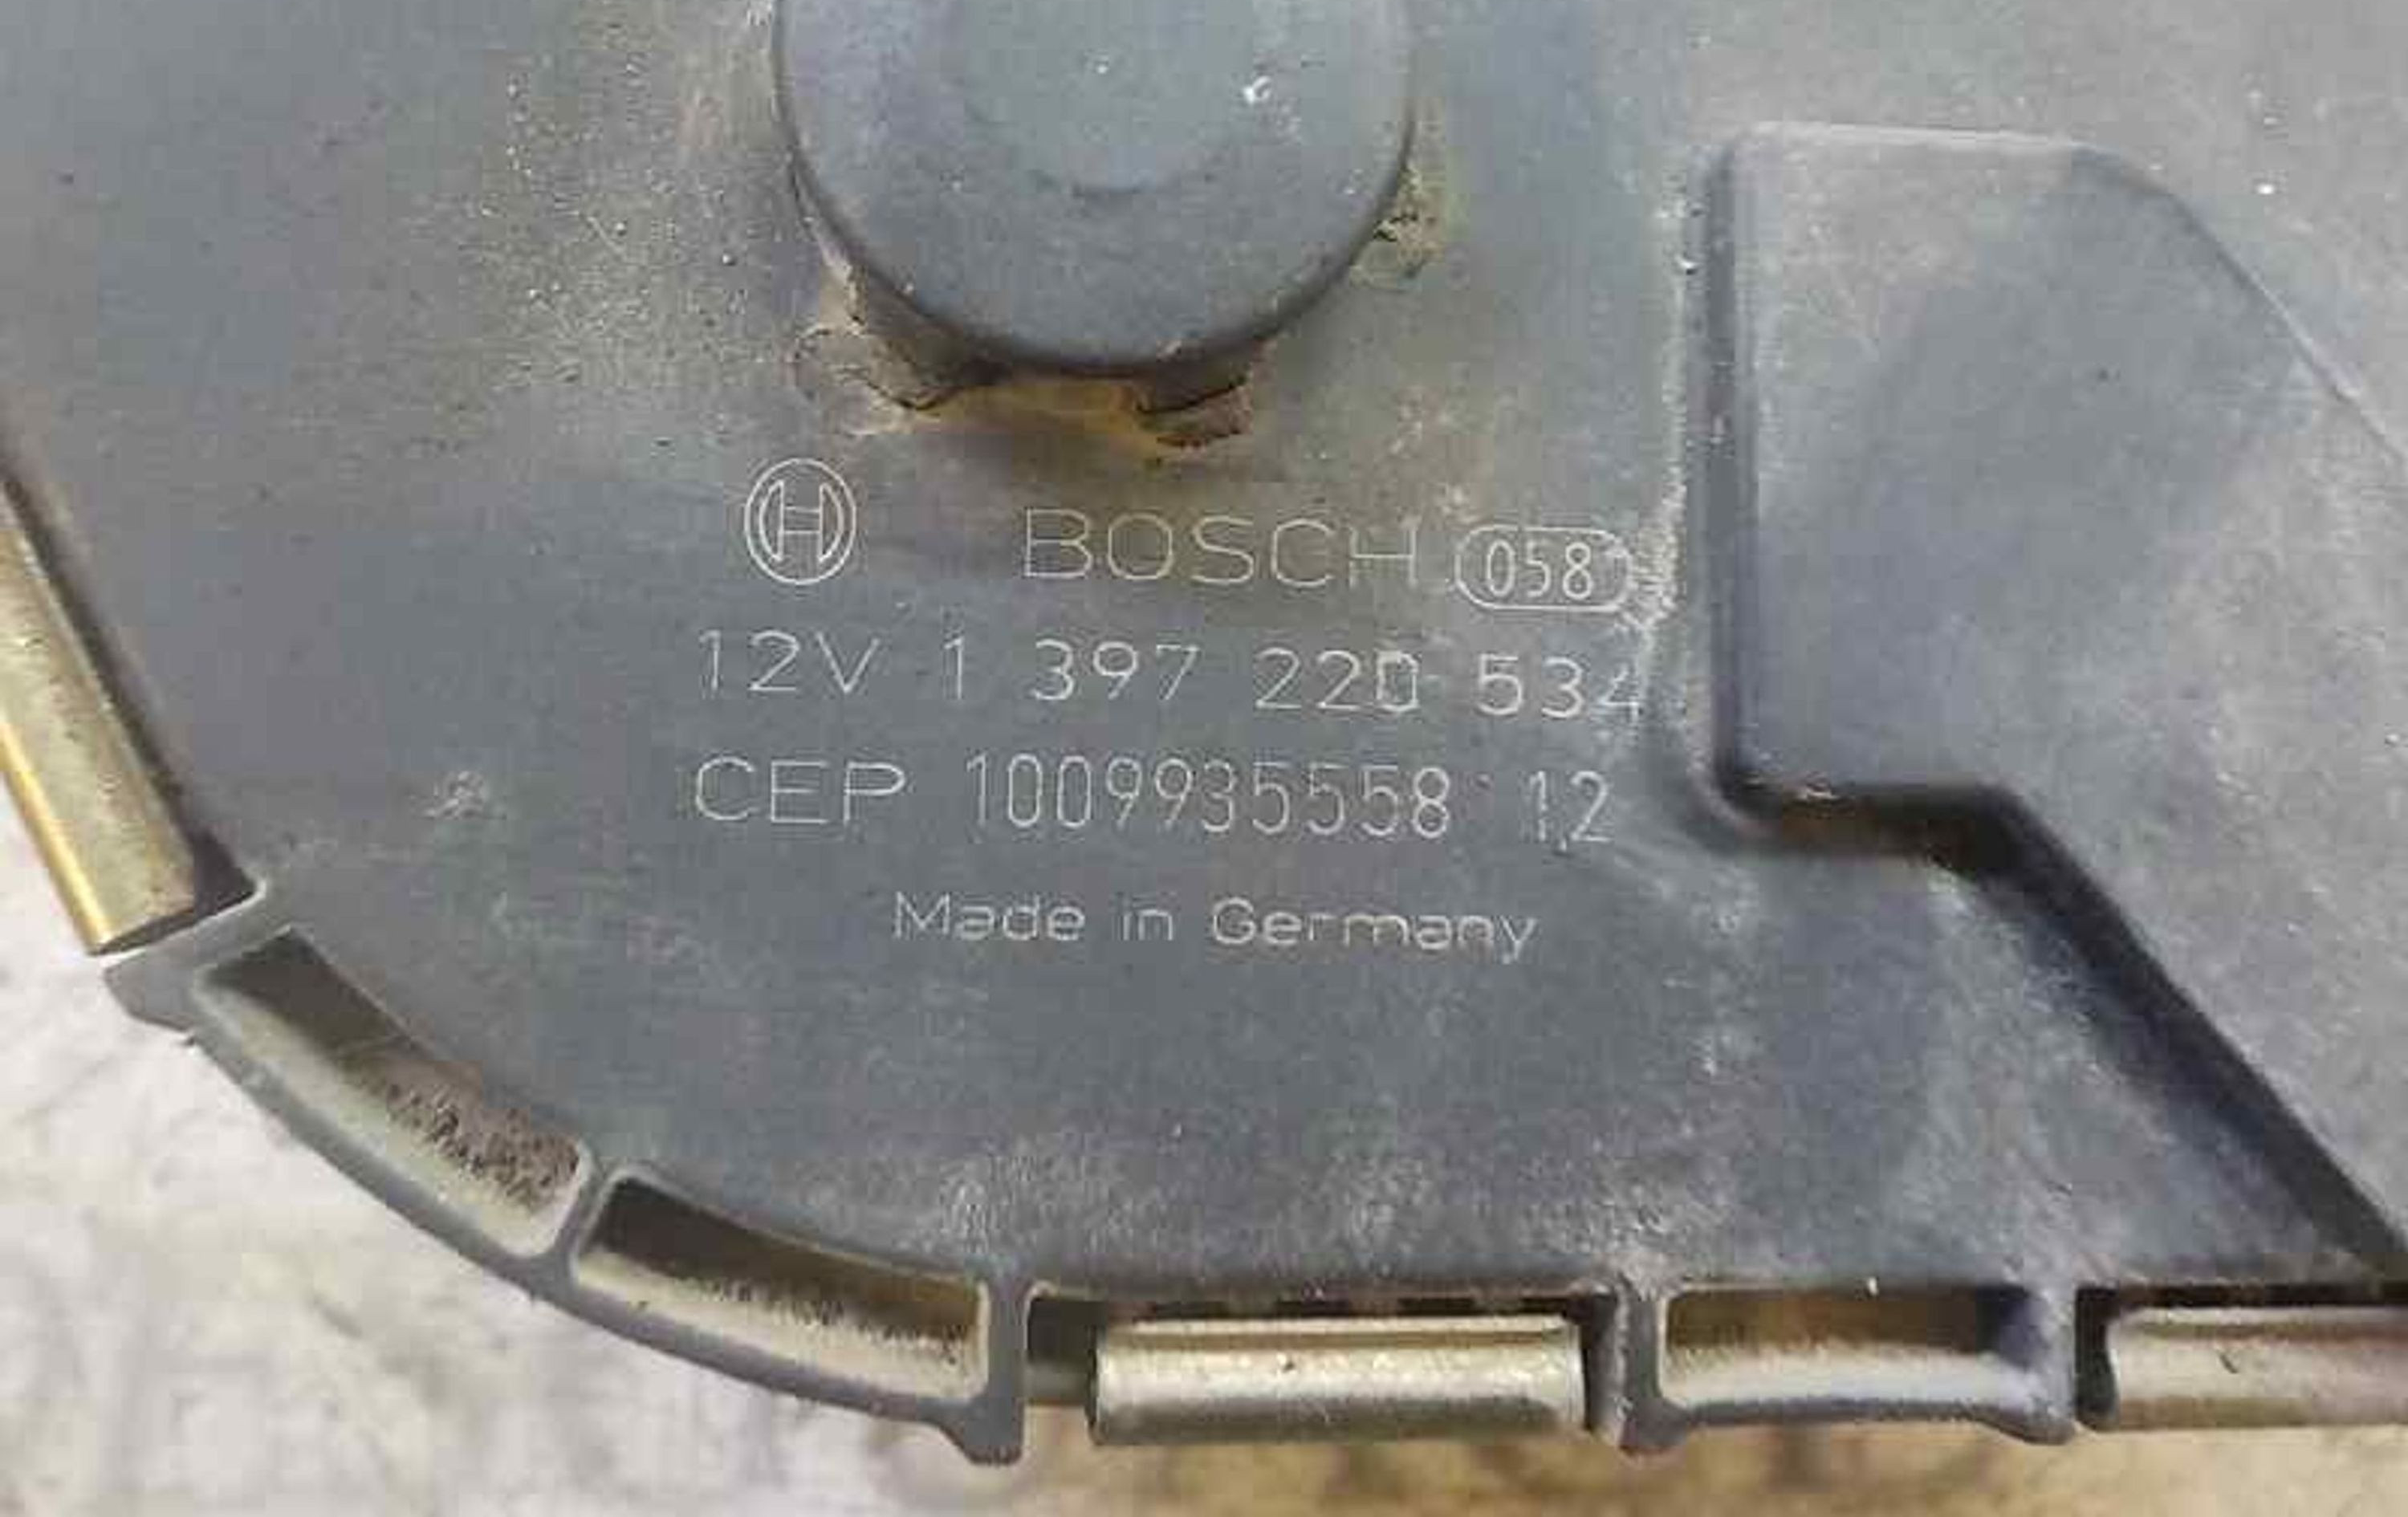 BOSCH 058
12V 1 397 220 534
CEP 1009935558 12
Made in Germany